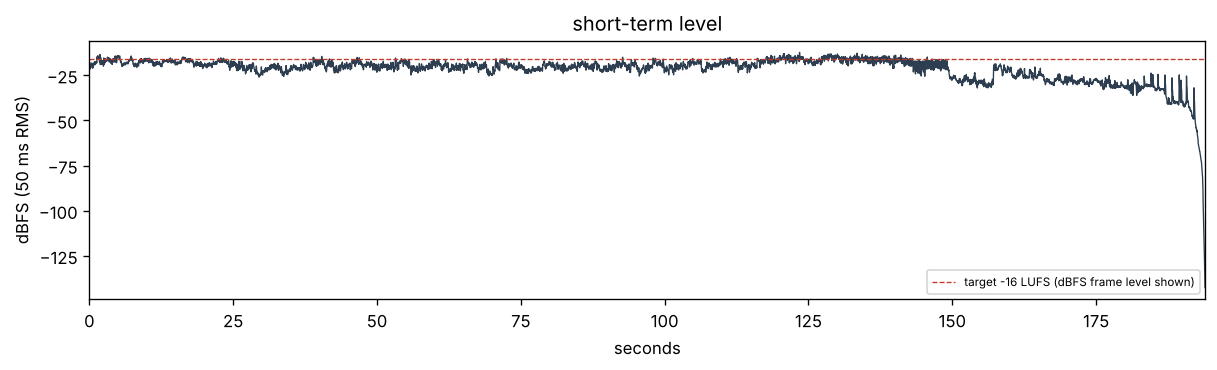 short-term level
dBFS (50 ms RMS)
−25
−50
−75
−100
−125
target -16 LUFS (dBFS frame level shown)
0 25 50 75 100 125 150 175
seconds